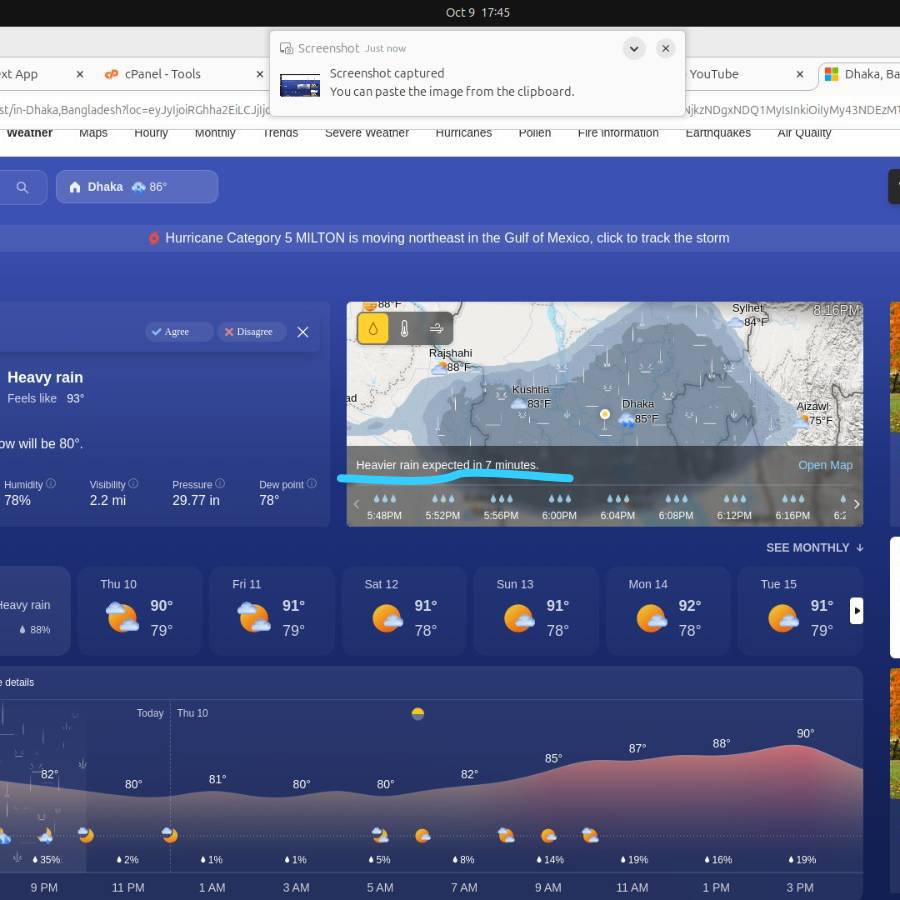 Oct 9 17:45
Screenshot Just now
Screenshot captured
You can paste the image from the clipboard.
ext App
cPanel - Tools
YouTube
Dhaka, Ba
Weather Maps Hourly Monthly Trends Severe Weather Hurricanes Pollen Fire information Earthquakes Air Quality
Dhaka 86°
Hurricane Category 5 MILTON is moving northeast in the Gulf of Mexico, click to track the storm
Agree Disagree
Heavy rain
Feels like 93°
ow will be 80°.
Humidity Visibility Pressure Dew point
78% 2.2 mi 29.77 in 78°
88°F
Sylhet
84°F
8:16PM
Rajshahi
88°F
ad
Kushtia
83°F
Dhaka
85°F
Aizawl
75°F
Heavier rain expected in 7 minutes.
Open Map
5:48PM 5:52PM 5:56PM 6:00PM 6:04PM 6:08PM 6:12PM 6:16PM 6:2
SEE MONTHLY
Heavy rain
88%
Thu 10
90°
79°
Fri 11
91°
79°
Sat 12
91°
78°
Sun 13
91°
78°
Mon 14
92°
78°
Tue 15
91°
79°
e details
Today Thu 10
82° 80° 81° 80° 80° 82° 85° 87° 88° 90°
35% 2% 1% 1% 5% 8% 14% 19% 16% 19%
9 PM 11 PM 1 AM 3 AM 5 AM 7 AM 9 AM 11 AM 1 PM 3 PM